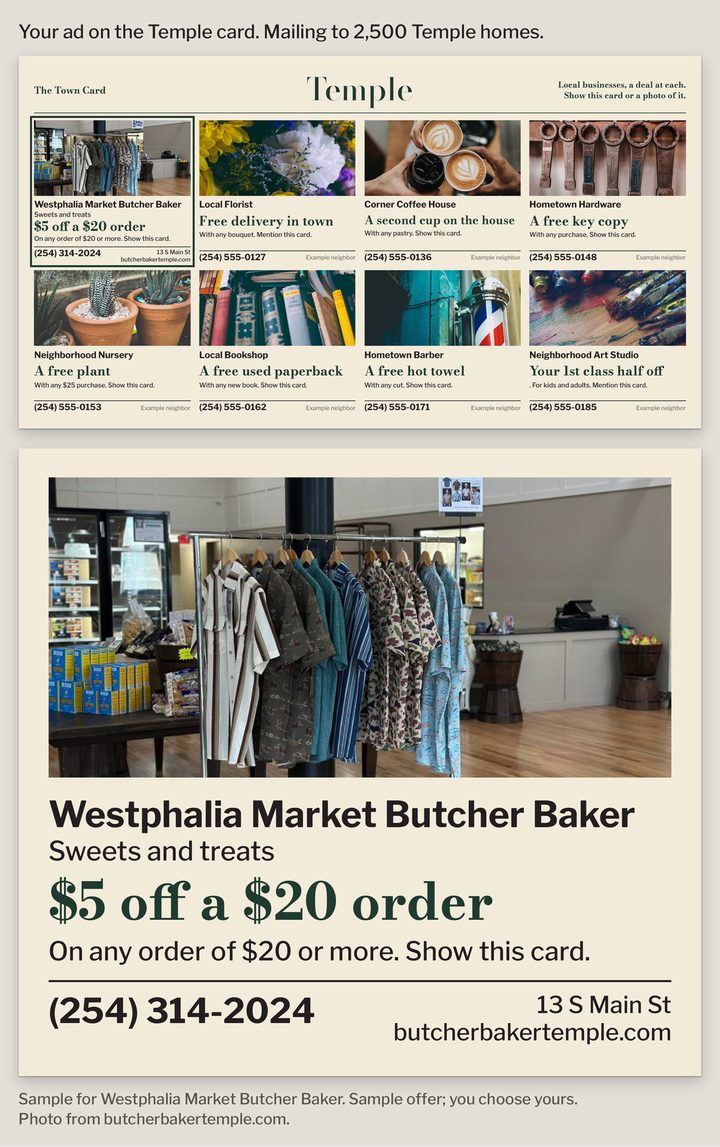 Your ad on the Temple card. Mailing to 2,500 Temple homes.
The Town Card
Temple
Local businesses, a deal at each.
Show this card or a photo of it.
Westphalia Market Butcher Baker
Sweets and treats
$5 off a $20 order
On any order of $20 or more. Show this card.
(254) 314-2024
13 S Main St
butcherbakertemple.com
Local Florist
Free delivery in town
With any bouquet. Mention this card.
(254) 555-0127
Example neighbor
Corner Coffee House
A second cup on the house
With any pastry. Show this card.
(254) 555-0136
Example neighbor
Hometown Hardware
A free key copy
With any purchase. Show this card.
(254) 555-0148
Example neighbor
Neighborhood Nursery
A free plant
With any $25 purchase. Show this card.
(254) 555-0153
Example neighbor
Local Bookshop
A free used paperback
With any new book. Show this card.
(254) 555-0162
Example neighbor
Hometown Barber
A free hot towel
With any cut. Show this card.
(254) 555-0171
Example neighbor
Neighborhood Art Studio
Your 1st class half off
. For kids and adults. Mention this card.
(254) 555-0185
Example neighbor
Westphalia Market Butcher Baker
Sweets and treats
$5 off a $20 order
On any order of $20 or more. Show this card.
(254) 314-2024
13 S Main St
butcherbakertemple.com
Sample for Westphalia Market Butcher Baker. Sample offer; you choose yours.
Photo from butcherbakertemple.com.